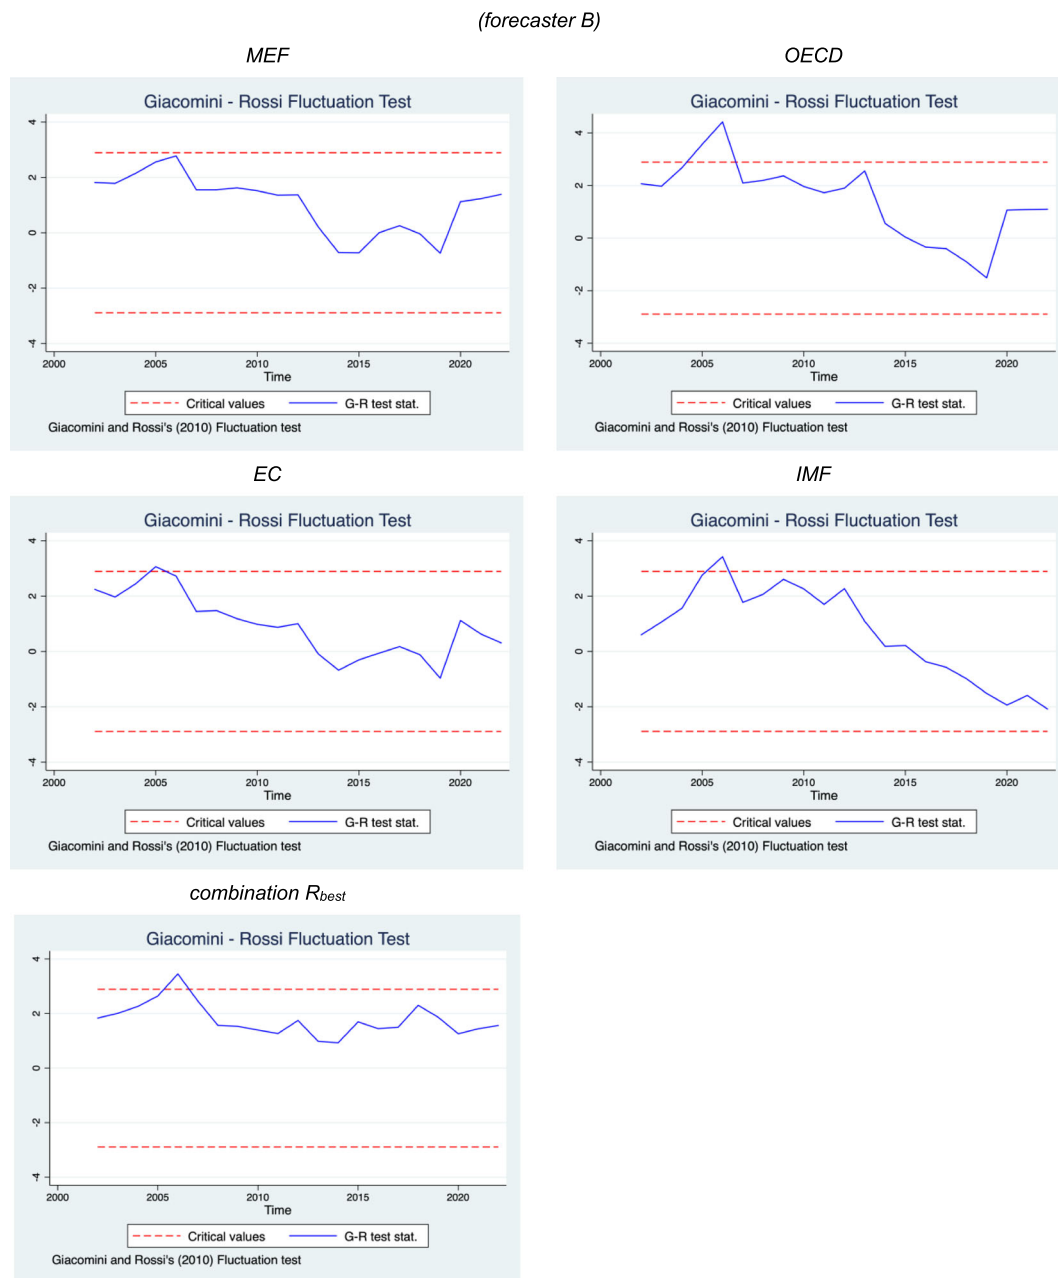 (forecaster B)
MEF
Giacomini - Rossi Fluctuation Test
4
2
0
-2
-4
2000 2005 2010 2015 2020
Time
Critical values G-R test stat.
Giacomini and Rossi's (2010) Fluctuation test
OECD
Giacomini - Rossi Fluctuation Test
4
2
0
-2
-4
2000 2005 2010 2015 2020
Time
Critical values G-R test stat.
Giacomini and Rossi's (2010) Fluctuation test
EC
Giacomini - Rossi Fluctuation Test
4
2
0
-2
-4
2000 2005 2010 2015 2020
Time
Critical values G-R test stat.
Giacomini and Rossi's (2010) Fluctuation test
IMF
Giacomini - Rossi Fluctuation Test
4
2
0
-2
-4
2000 2005 2010 2015 2020
Time
Critical values G-R test stat.
Giacomini and Rossi's (2010) Fluctuation test
combination Rbest
Giacomini - Rossi Fluctuation Test
4
2
0
-2
-4
2000 2005 2010 2015 2020
Time
Critical values G-R test stat.
Giacomini and Rossi's (2010) Fluctuation test